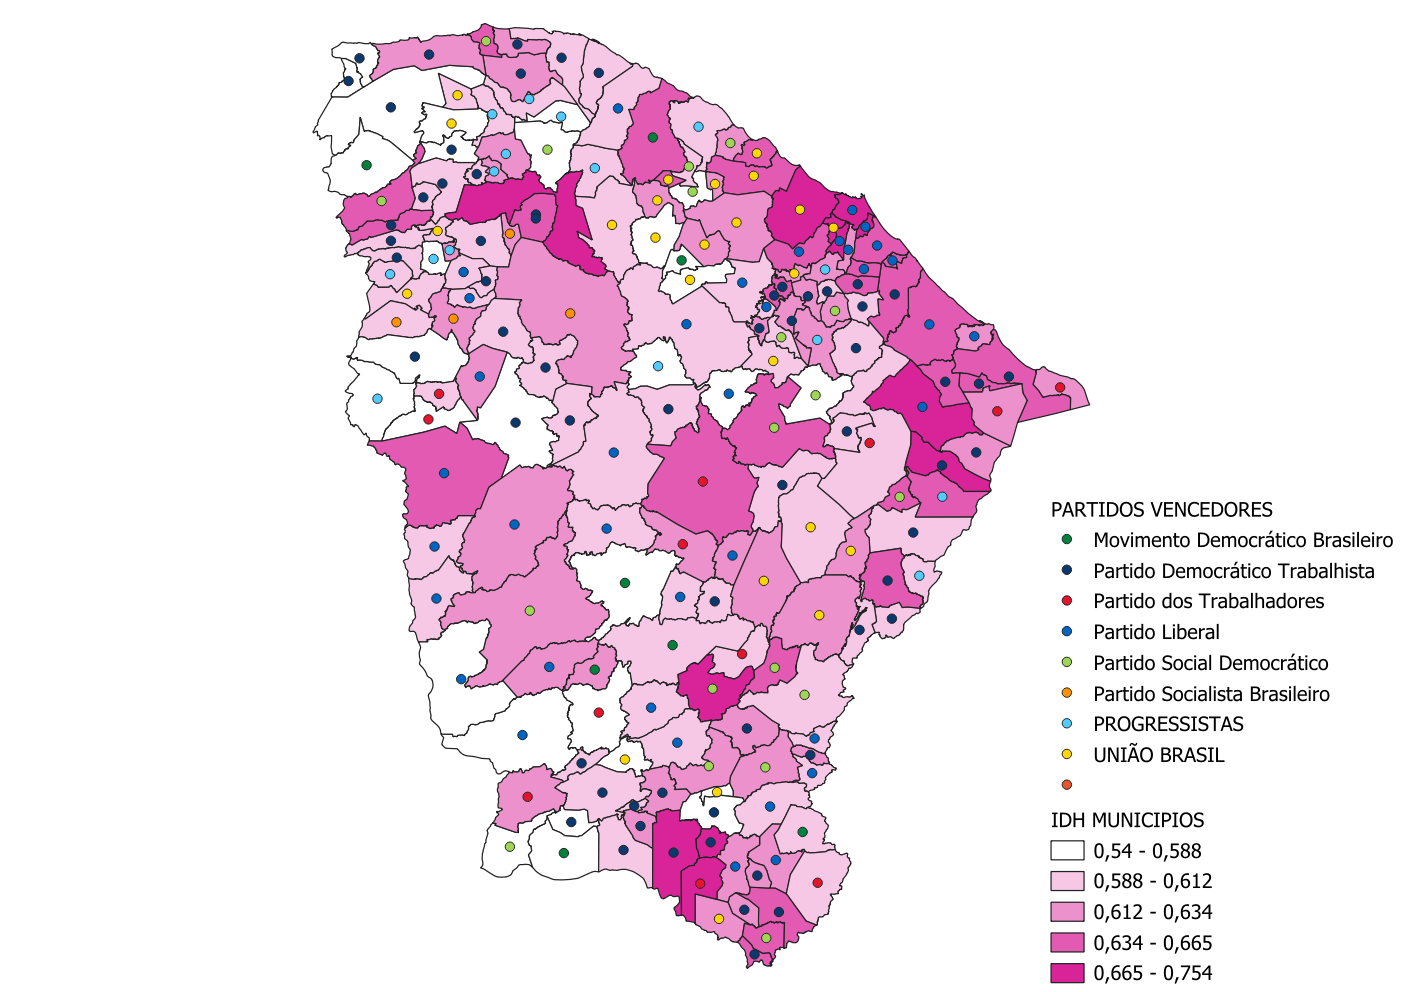 PARTIDOS VENCEDORES
Movimento Democrático Brasileiro
Partido Democrático Trabalhista
Partido dos Trabalhadores
Partido Liberal
Partido Social Democrático
Partido Socialista Brasileiro
PROGRESSISTAS
UNIÃO BRASIL
IDH MUNICIPIOS
0,54 - 0,588
0,588 - 0,612
0,612 - 0,634
0,634 - 0,665
0,665 - 0,754